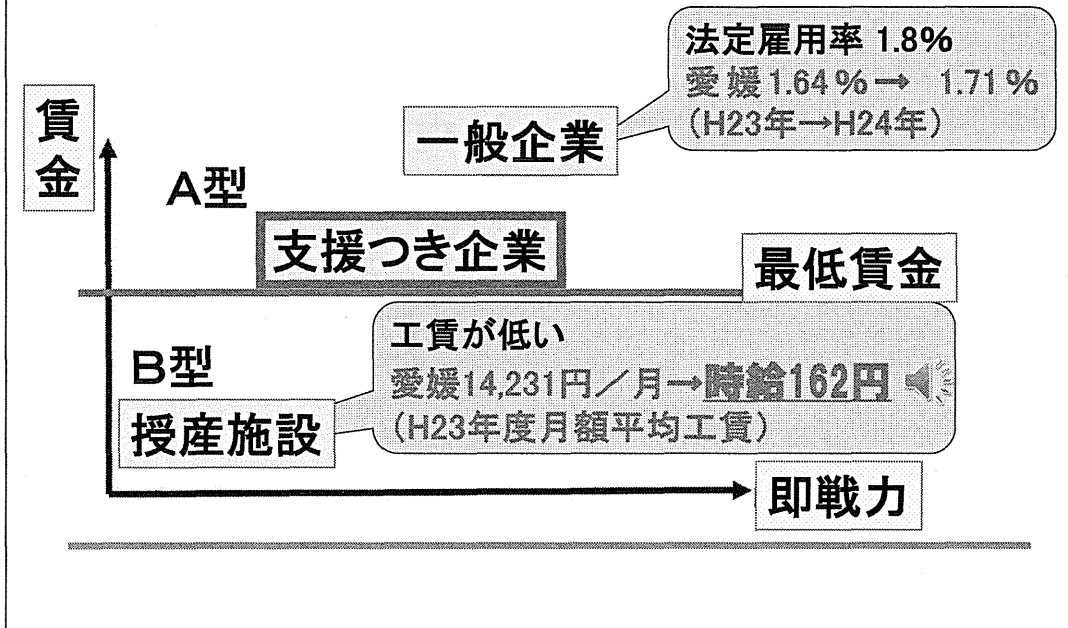 法定雇用率 1.8%
愛媛1.64%→ 1.71%
(H23年→H24年)
賃金
一般企業
A型
支援つき企業
最低賃金
工賃が低い
愛媛14,231円／月→時給162円
(H23年度月額平均工賃)
B型
授産施設
即戦力